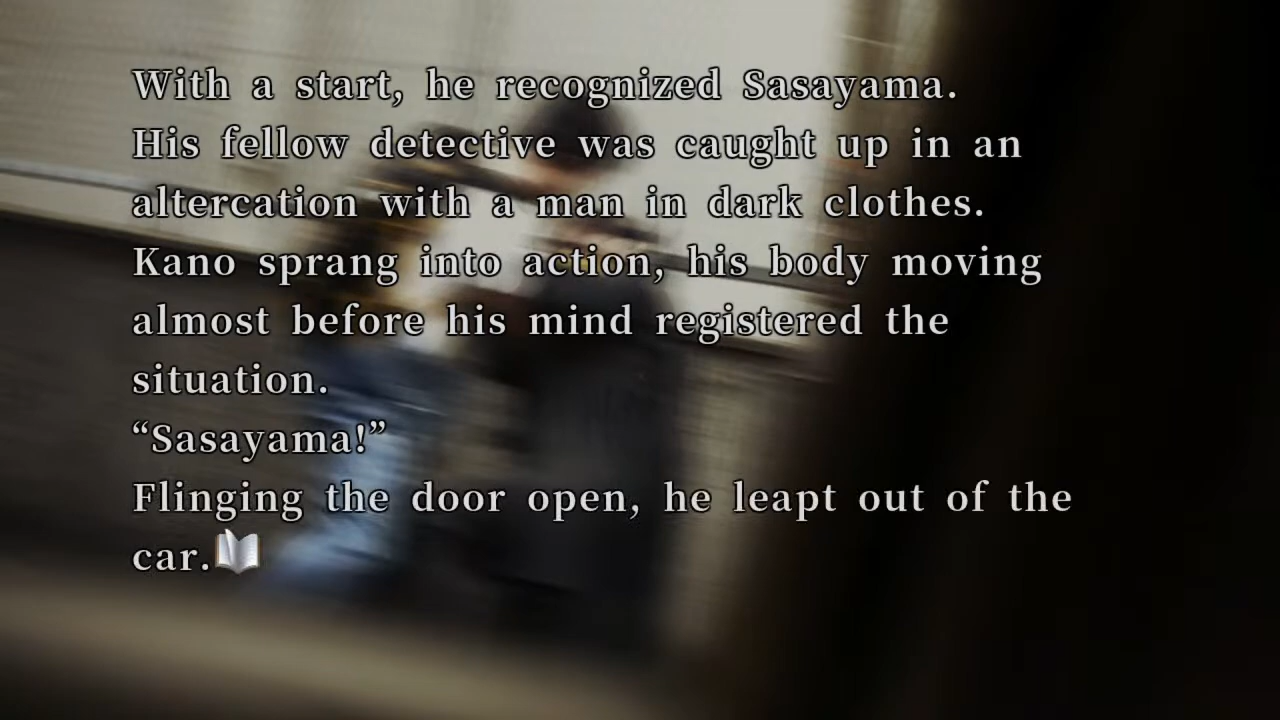 With a start, he recognized Sasayama.
His fellow detective was caught up in an
altercation with a man in dark clothes.
Kano sprang into action, his body moving
almost before his mind registered the
situation.
“Sasayama!”
Flinging the door open, he leapt out of the
car.